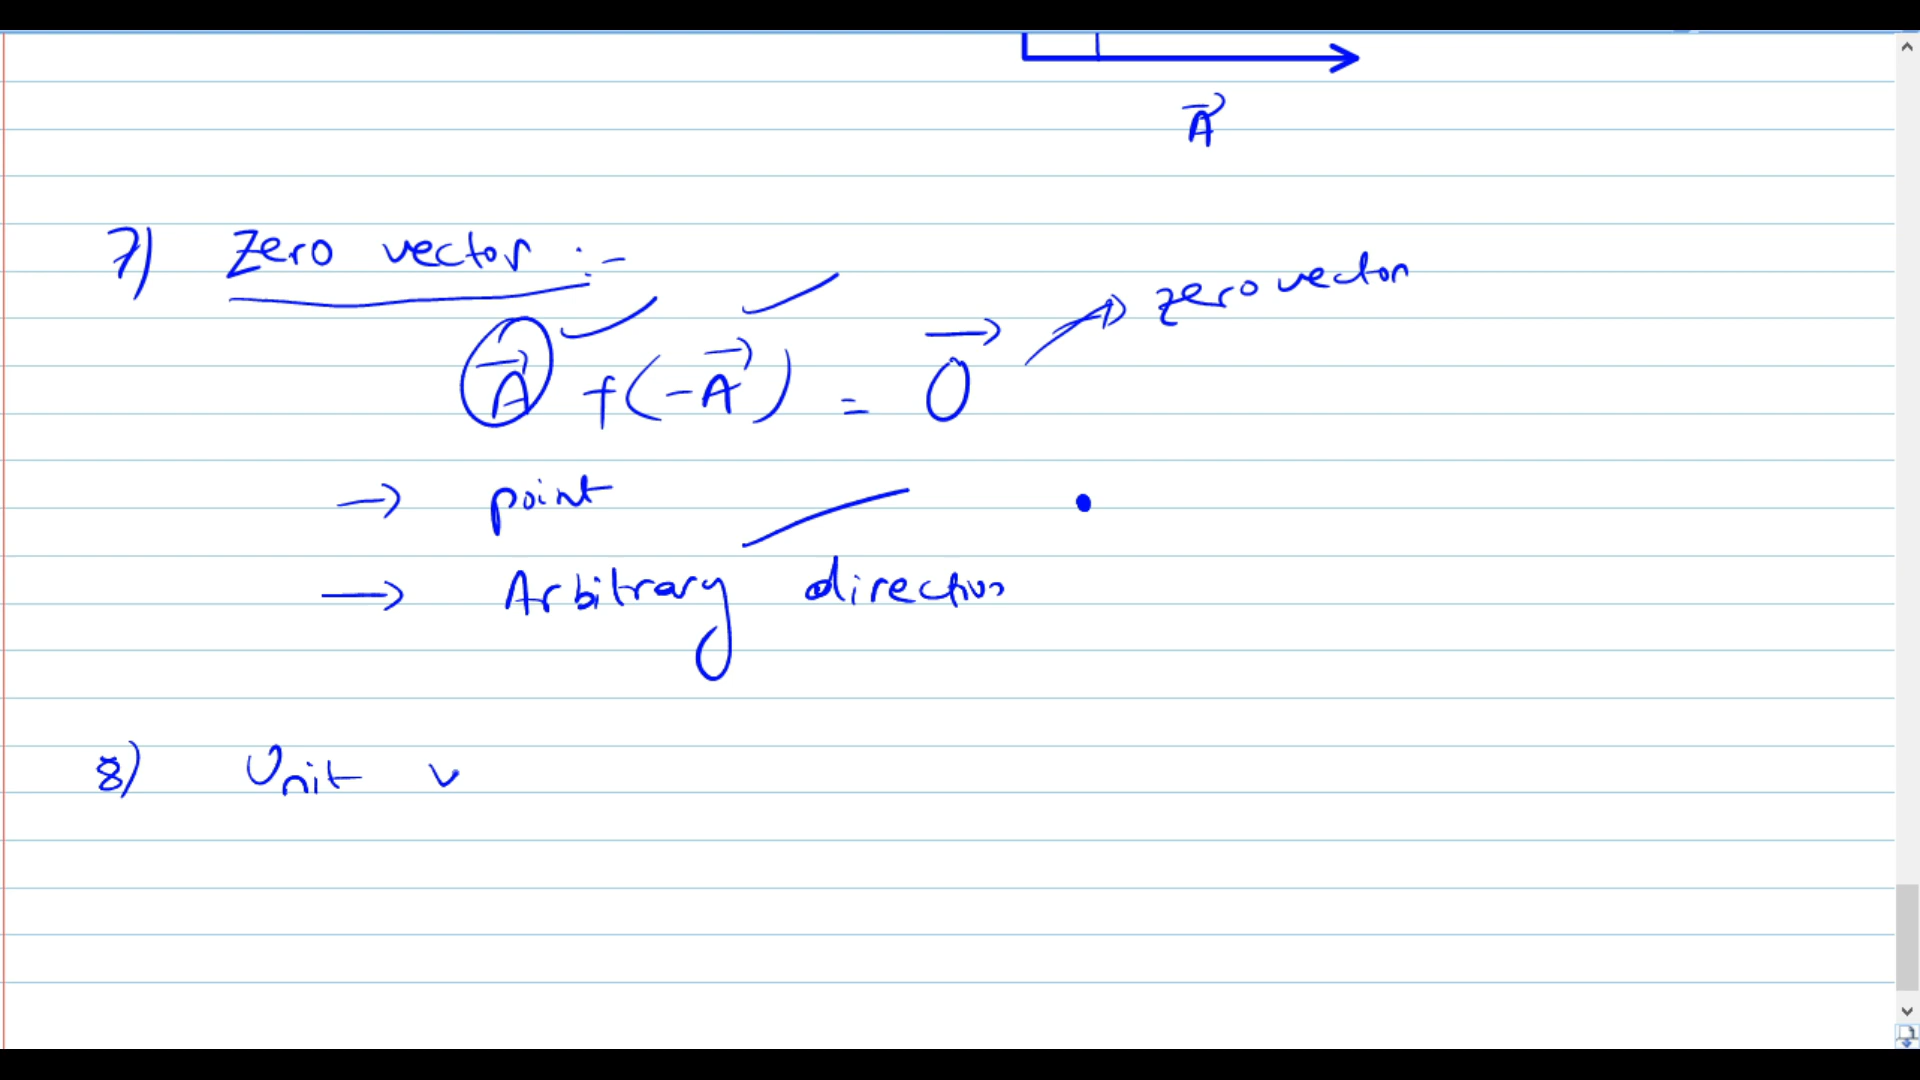 A⃗
7) Zero vector :-
zero vector
A⃗ + (-A⃗) = 0⃗
→ point
→ Arbitrary direction
8) Unit v